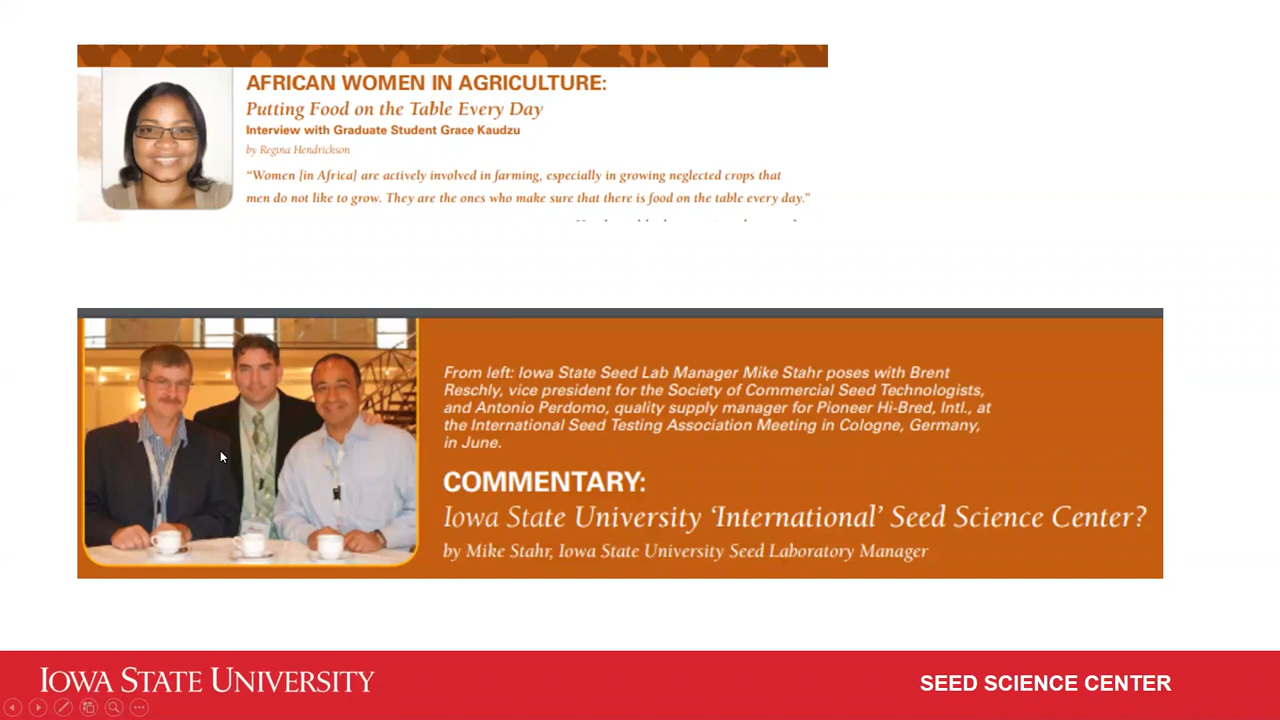 AFRICAN WOMEN IN AGRICULTURE:
Putting Food on the Table Every Day
Interview with Graduate Student Grace Kaudzu
by Regina Hendrickson
“Women [in Africa] are actively involved in farming, especially in growing neglected crops that
men do not like to grow. They are the ones who make sure that there is food on the table every day.”
From left: Iowa State Seed Lab Manager Mike Stahr poses with Brent
Reschly, vice president for the Society of Commercial Seed Technologists,
and Antonio Perdomo, quality supply manager for Pioneer Hi-Bred, Intl., at
the International Seed Testing Association Meeting in Cologne, Germany,
in June.
COMMENTARY:
Iowa State University ‘International’ Seed Science Center?
by Mike Stahr, Iowa State University Seed Laboratory Manager
IOWA STATE UNIVERSITY
SEED SCIENCE CENTER